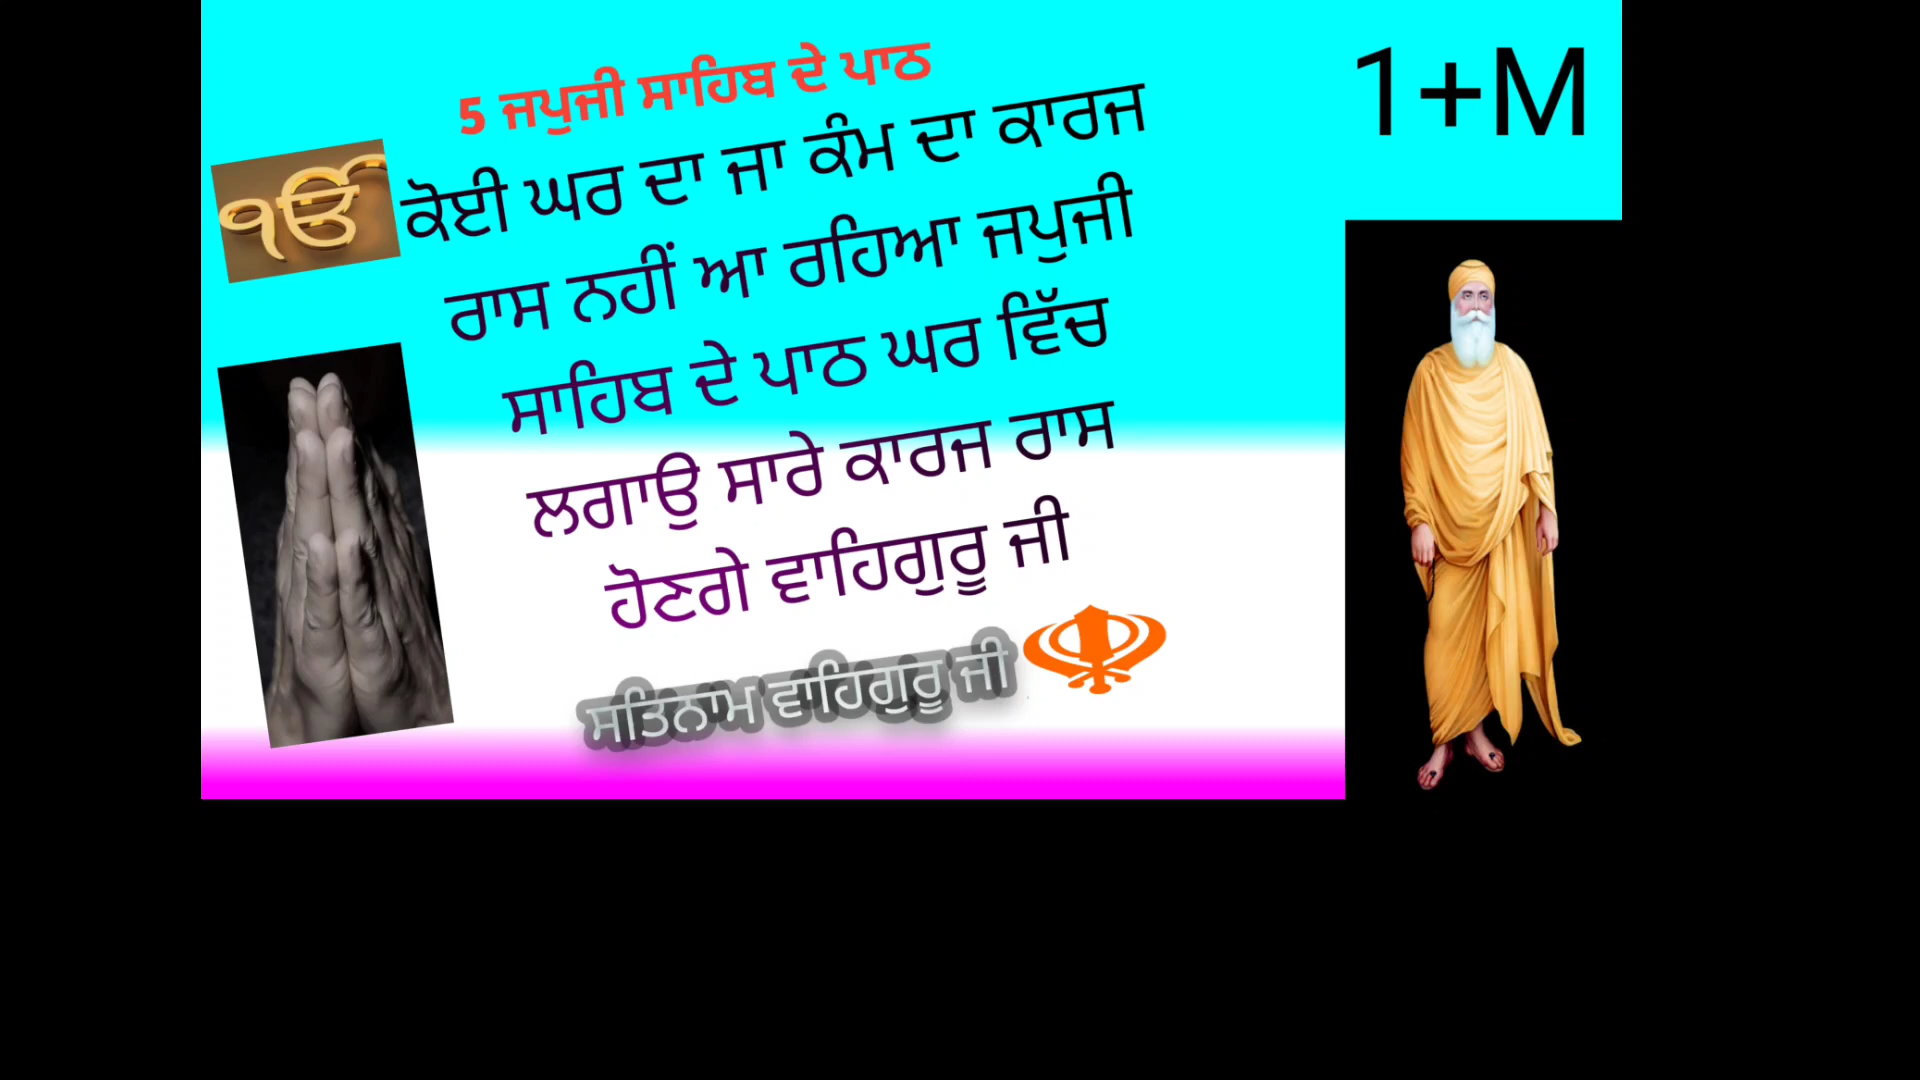 5 ਜਪੁਜੀ ਸਾਹਿਬ ਦੇ ਪਾਠ
1+M
ੴ
ਕੋਈ ਘਰ ਦਾ ਜਾ ਕੰਮ ਦਾ ਕਾਰਜ
ਰਾਸ ਨਹੀਂ ਆ ਰਹਿਆ ਜਪੁਜੀ
ਸਾਹਿਬ ਦੇ ਪਾਠ ਘਰ ਵਿੱਚ
ਲਗਾਉ ਸਾਰੇ ਕਾਰਜ ਰਾਸ
ਹੋਣਗੇ ਵਾਹਿਗੁਰੂ ਜੀ
ਸਤਿਨਾਮ ਵਾਹਿਗੁਰੂ ਜੀ